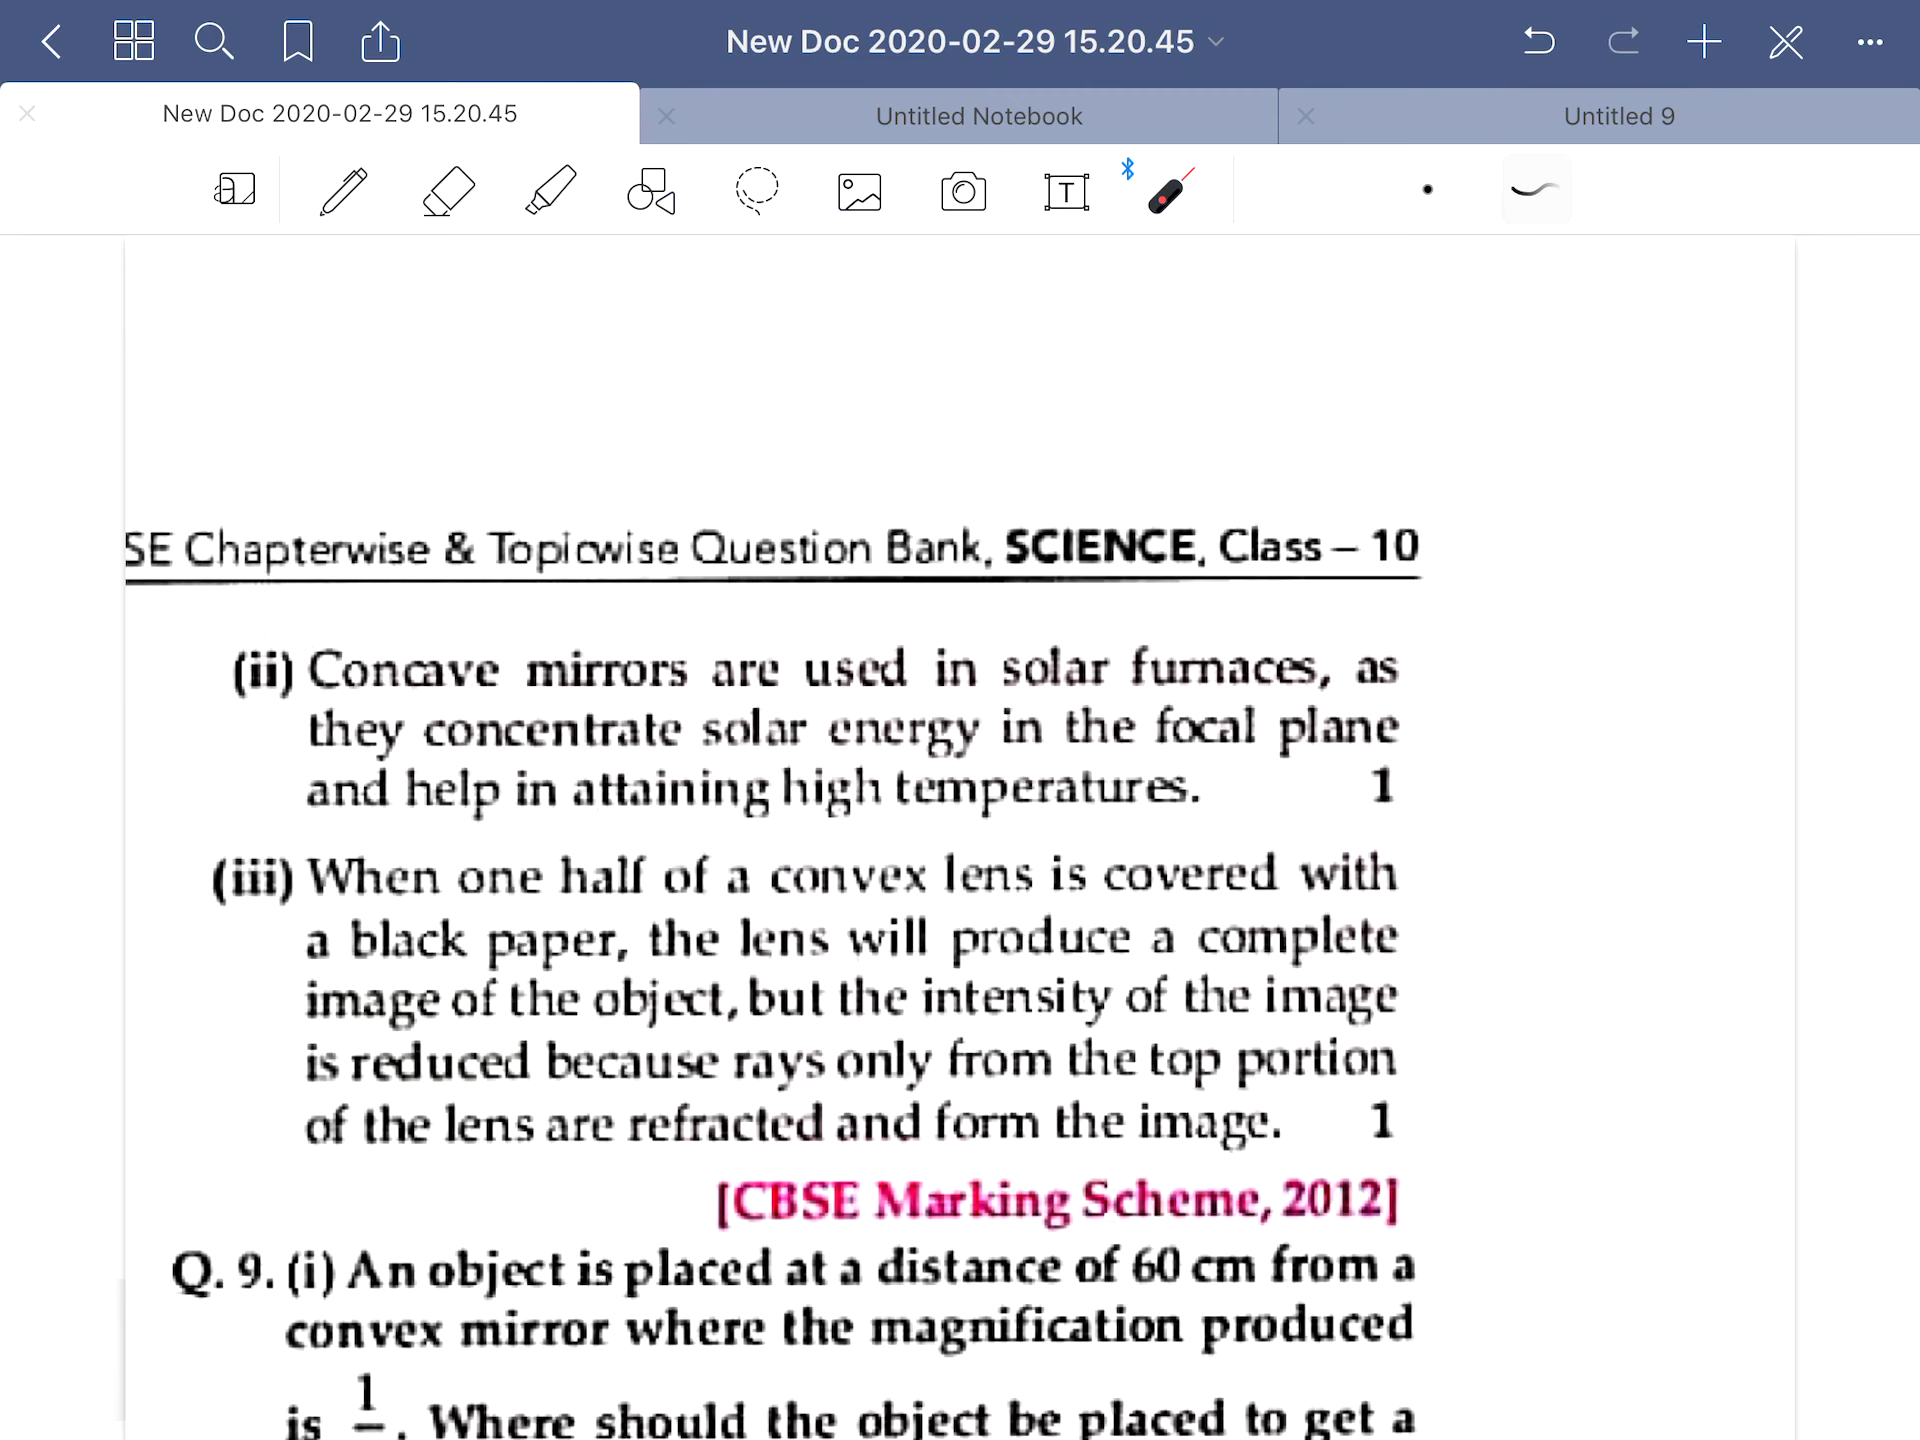 New Doc 2020-02-29 15.20.45
New Doc 2020-02-29 15.20.45
Untitled Notebook
Untitled 9
SE Chapterwise & Topicwise Question Bank, SCIENCE, Class – 10
(ii) Concave mirrors are used in solar furnaces, as
they concentrate solar energy in the focal plane
and help in attaining high temperatures. 1
(iii) When one half of a convex lens is covered with
a black paper, the lens will produce a complete
image of the object, but the intensity of the image
is reduced because rays only from the top portion
of the lens are refracted and form the image. 1
[CBSE Marking Scheme, 2012]
Q. 9. (i) An object is placed at a distance of 60 cm from a
convex mirror where the magnification produced
is 1 . Where should the object be placed to get a